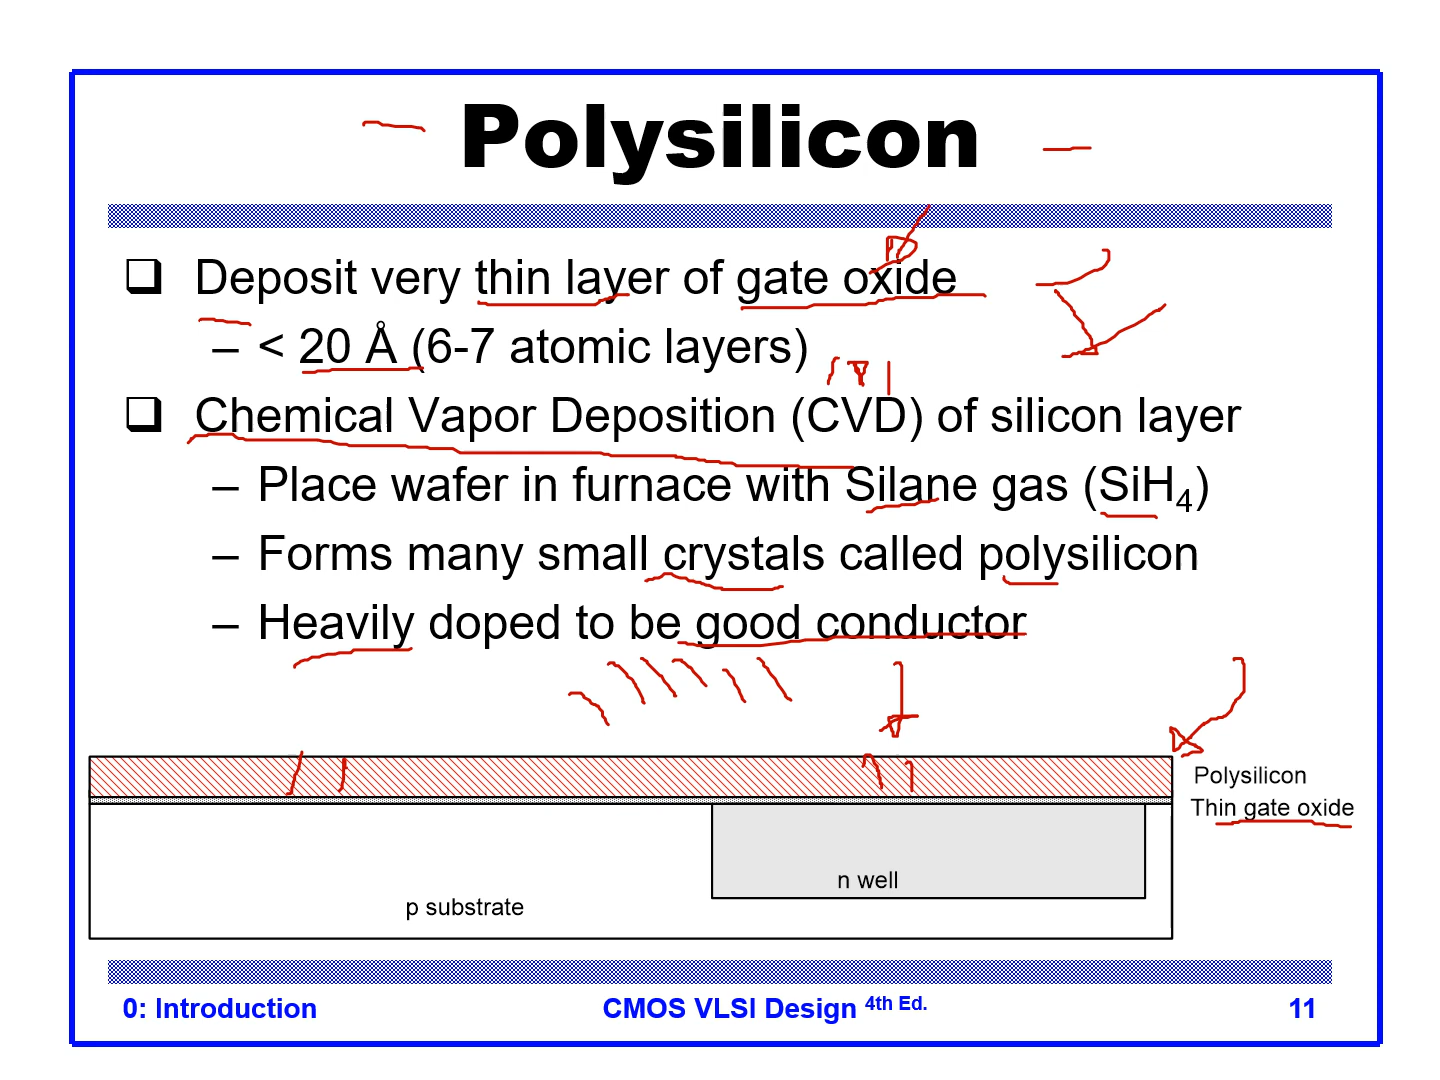 Polysilicon
❑ Deposit very thin layer of gate oxide
– < 20 Å (6-7 atomic layers)
❑ Chemical Vapor Deposition (CVD) of silicon layer
– Place wafer in furnace with Silane gas (SiH₄)
– Forms many small crystals called polysilicon
– Heavily doped to be good conductor
Polysilicon
Thin gate oxide
n well
p substrate
0: Introduction CMOS VLSI Design 4th Ed. 11